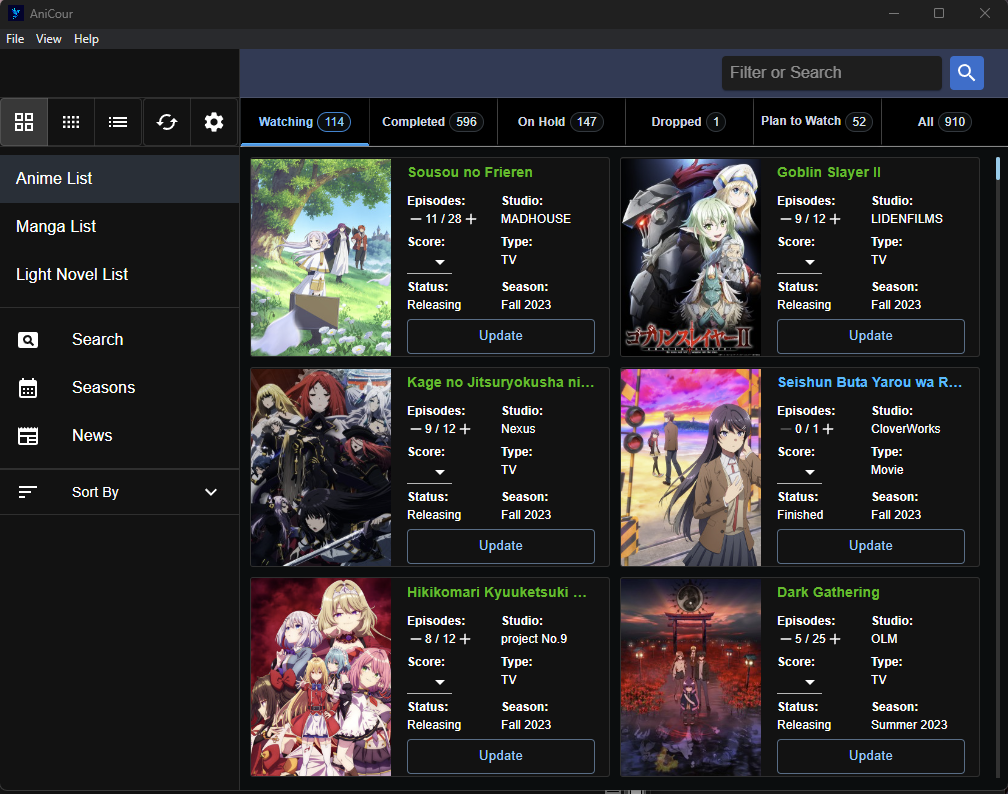 AniCour
File View Help
Filter or Search
Watching 114 Completed 596 On Hold 147 Dropped 1 Plan to Watch 52 All 910
Anime List
Manga List
Light Novel List
Search
Seasons
News
Sort By
Sousou no Frieren
Episodes: Studio:
11 / 28 MADHOUSE
Score: Type:
TV
Status: Season:
Releasing Fall 2023
Update
ゴブリンスレイヤーII
Goblin Slayer II
Episodes: Studio:
9 / 12 LIDENFILMS
Score: Type:
TV
Status: Season:
Releasing Fall 2023
Update
Kage no Jitsuryokusha ni...
Episodes: Studio:
9 / 12 Nexus
Score: Type:
TV
Status: Season:
Releasing Fall 2023
Update
Seishun Buta Yarou wa R...
Episodes: Studio:
0 / 1 CloverWorks
Score: Type:
Movie
Status: Season:
Finished Fall 2023
Update
Hikikomari Kyuuketsuki ...
Episodes: Studio:
8 / 12 project No.9
Score: Type:
TV
Status: Season:
Releasing Fall 2023
Update
Dark Gathering
Episodes: Studio:
5 / 25 OLM
Score: Type:
TV
Status: Season:
Releasing Summer 2023
Update